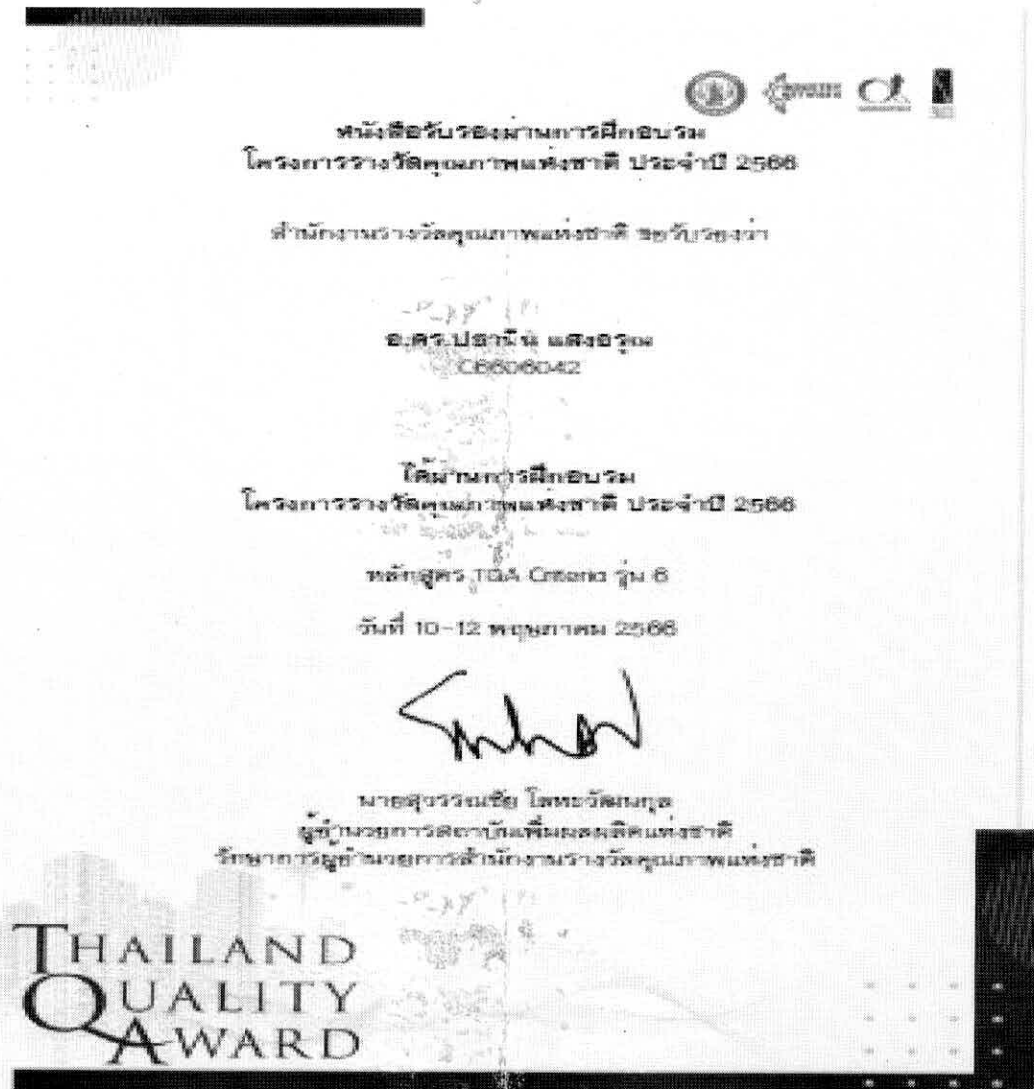 หนังสือรับรองผ่านการฝึกอบรม
โครงการรางวัลคุณภาพแห่งชาติ ประจำปี 2566
สำนักงานรางวัลคุณภาพแห่งชาติ ขอรับรองว่า
อ.ดร.ปธานิน แสงอรุณ
C6606042
ได้ผ่านการฝึกอบรม
โครงการรางวัลคุณภาพแห่งชาติ ประจำปี 2566
หลักสูตร TQA Criteria รุ่น 6
วันที่ 10-12 พฤษภาคม 2566
นายสุวรรณชัย โลหะวัฒนกุล
ผู้อำนวยการสถาบันเพิ่มผลผลิตแห่งชาติ
รักษาการผู้อำนวยการสำนักงานรางวัลคุณภาพแห่งชาติ
THAILAND
QUALITY
AWARD